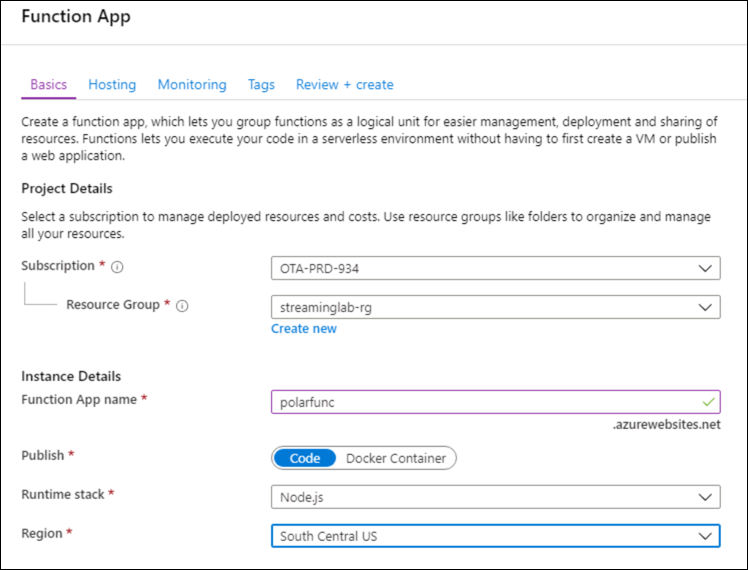 Function App
Basics Hosting Monitoring Tags Review + create
Create a function app, which lets you group functions as a logical unit for easier management, deployment and sharing of
resources. Functions lets you execute your code in a serverless environment without having to first create a VM or publish
a web application.
Project Details
Select a subscription to manage deployed resources and costs. Use resource groups like folders to organize and manage
all your resources.
Subscription * OTA-PRD-934
Resource Group * streaminglab-rg
Create new
Instance Details
Function App name * polarfunc
.azurewebsites.net
Publish * Code Docker Container
Runtime stack * Node.js
Region * South Central US